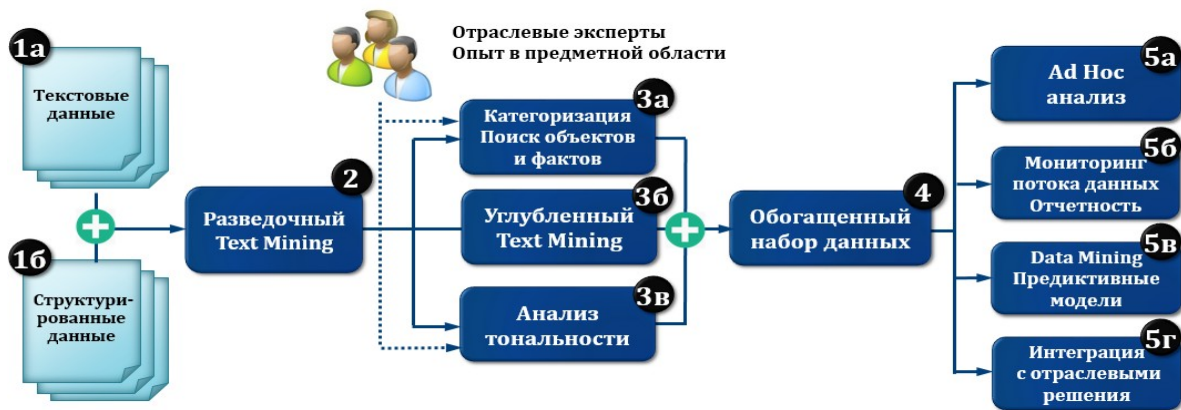 1а
Текстовые
данные
1б
Структури-
рованные
данные
2
Разведочный
Text Mining
Отраслевые эксперты
Опыт в предметной области
3а
Категоризация
Поиск объектов
и фактов
3б
Углубленный
Text Mining
3в
Анализ
тональности
4
Обогащенный
набор данных
5а
Ad Hoc
анализ
5б
Мониторинг
потока данных
Отчетность
5в
Data Mining
Предиктивные
модели
5г
Интеграция
с отраслевыми
решения